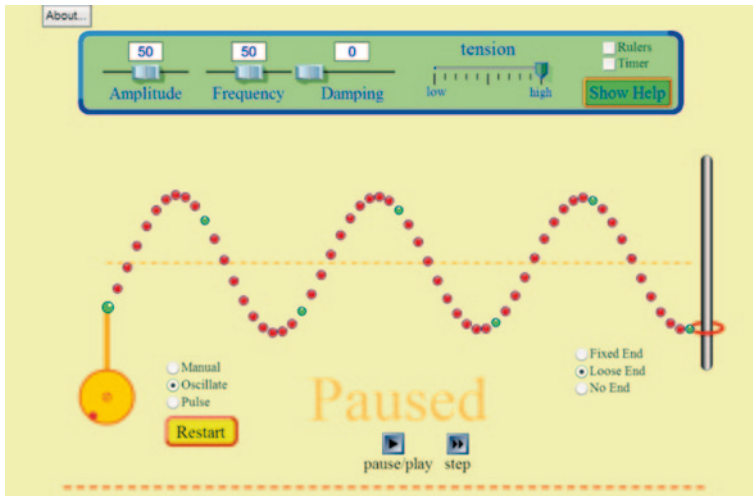 About...
50 50 0 tension Rulers
Timer
Amplitude Frequency Damping low high Show Help
Manual
Oscillate
Pulse
Restart
Paused
pause/play step
Fixed End
Loose End
No End